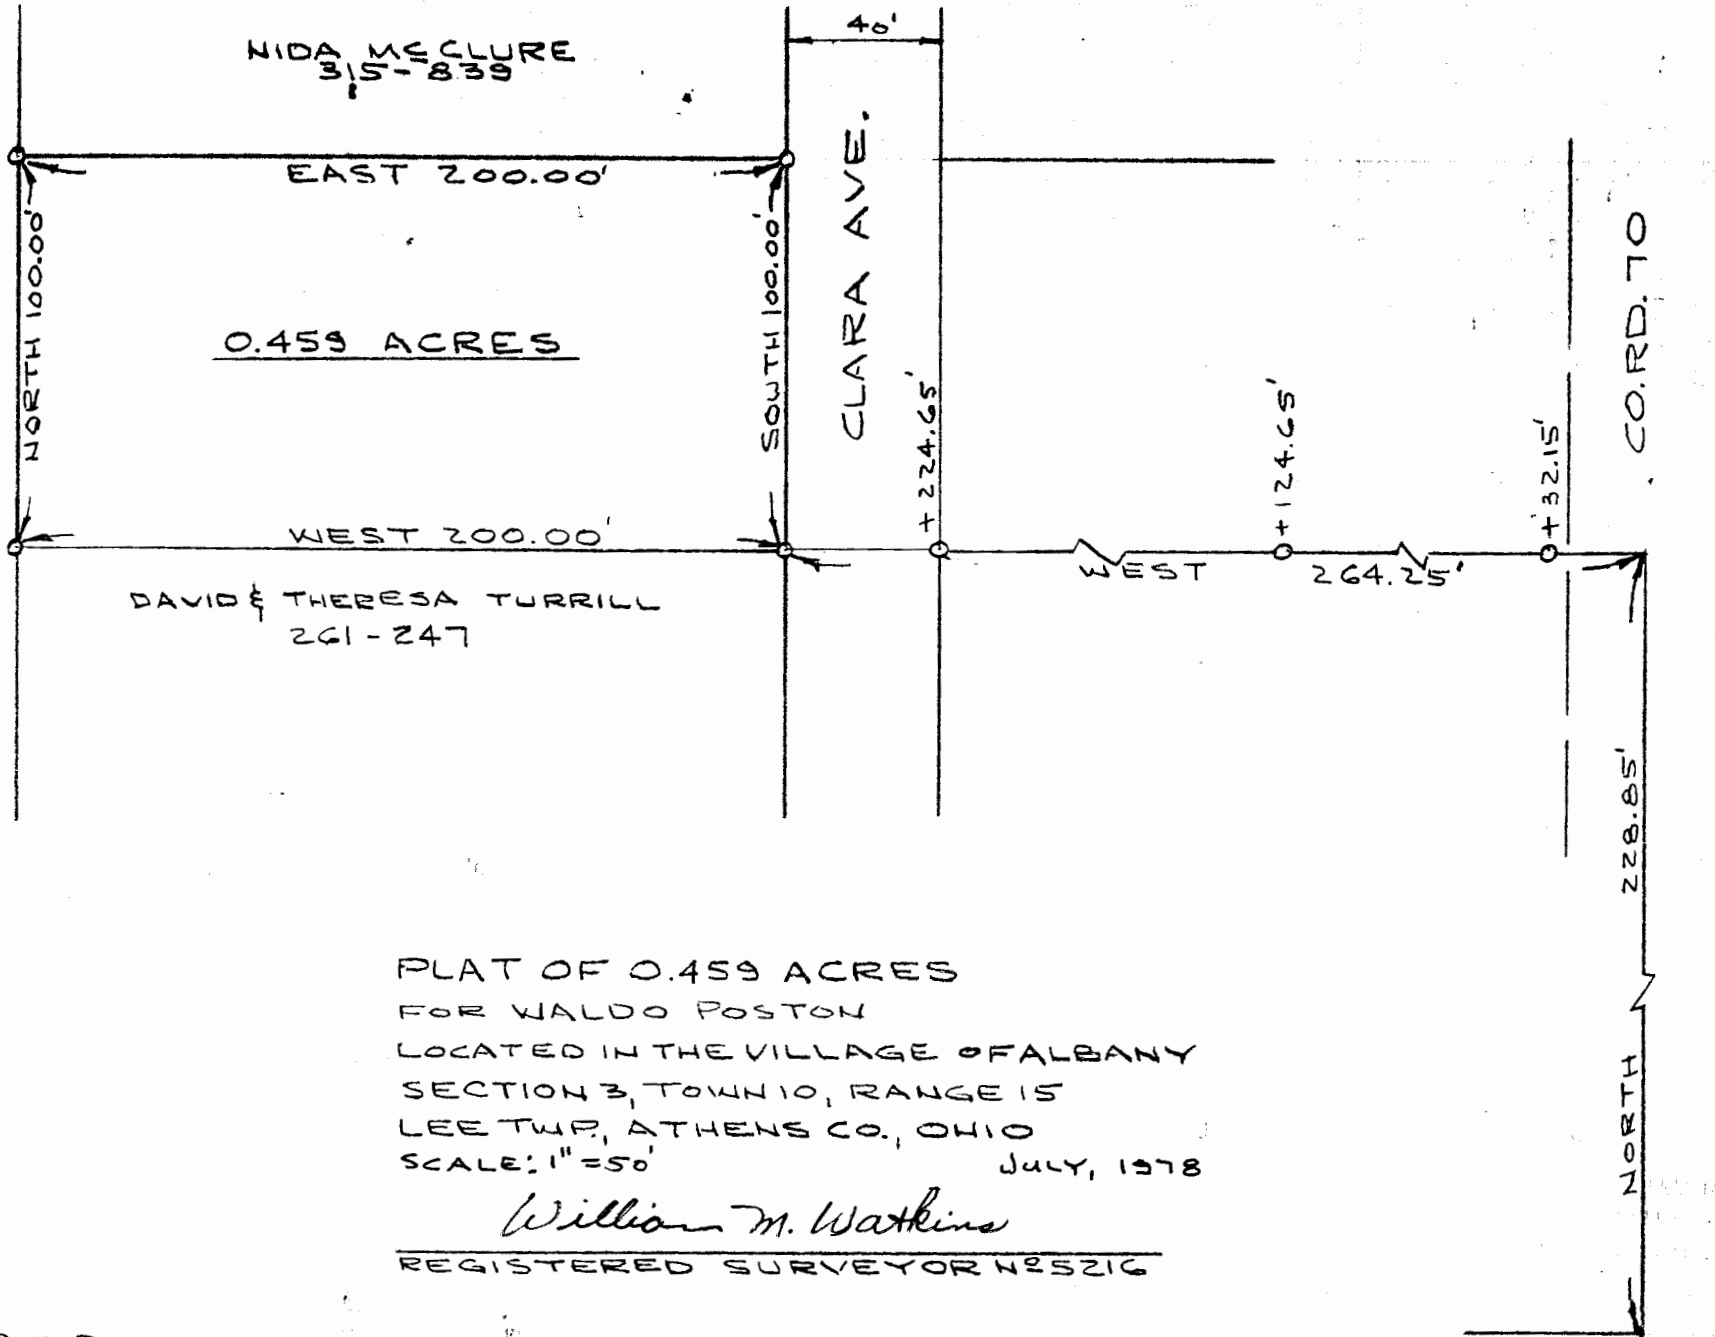 40'
NIDA McCLURE
315-839
EAST 200.00'
NORTH 100.00'
SOUTH 100.00'
0.459 ACRES
CLARA AVE.
CO. RD. 70
+224.65'
+124.65'
+32.15'
WEST 200.00'
WEST 264.25'
DAVID & THERESA TURRILL
261-247
NORTH 228.85'
PLAT OF 0.459 ACRES
FOR WALDO POSTON
LOCATED IN THE VILLAGE OF ALBANY
SECTION 3, TOWN 10, RANGE 15
LEE TWP., ATHENS CO., OHIO
SCALE: 1" = 50' JULY, 1978
William M. Watkins
REGISTERED SURVEYOR Nº 5216